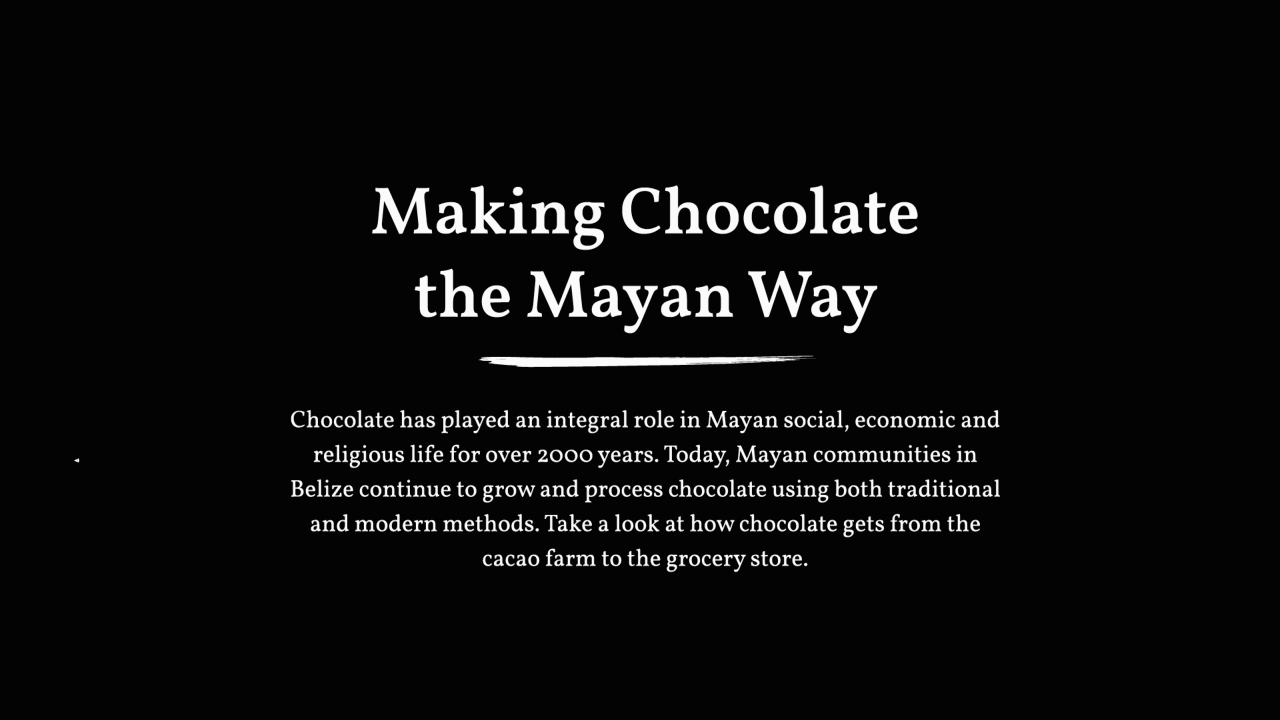 Making Chocolate
the Mayan Way
Chocolate has played an integral role in Mayan social, economic and
religious life for over 2000 years. Today, Mayan communities in
Belize continue to grow and process chocolate using both traditional
and modern methods. Take a look at how chocolate gets from the
cacao farm to the grocery store.